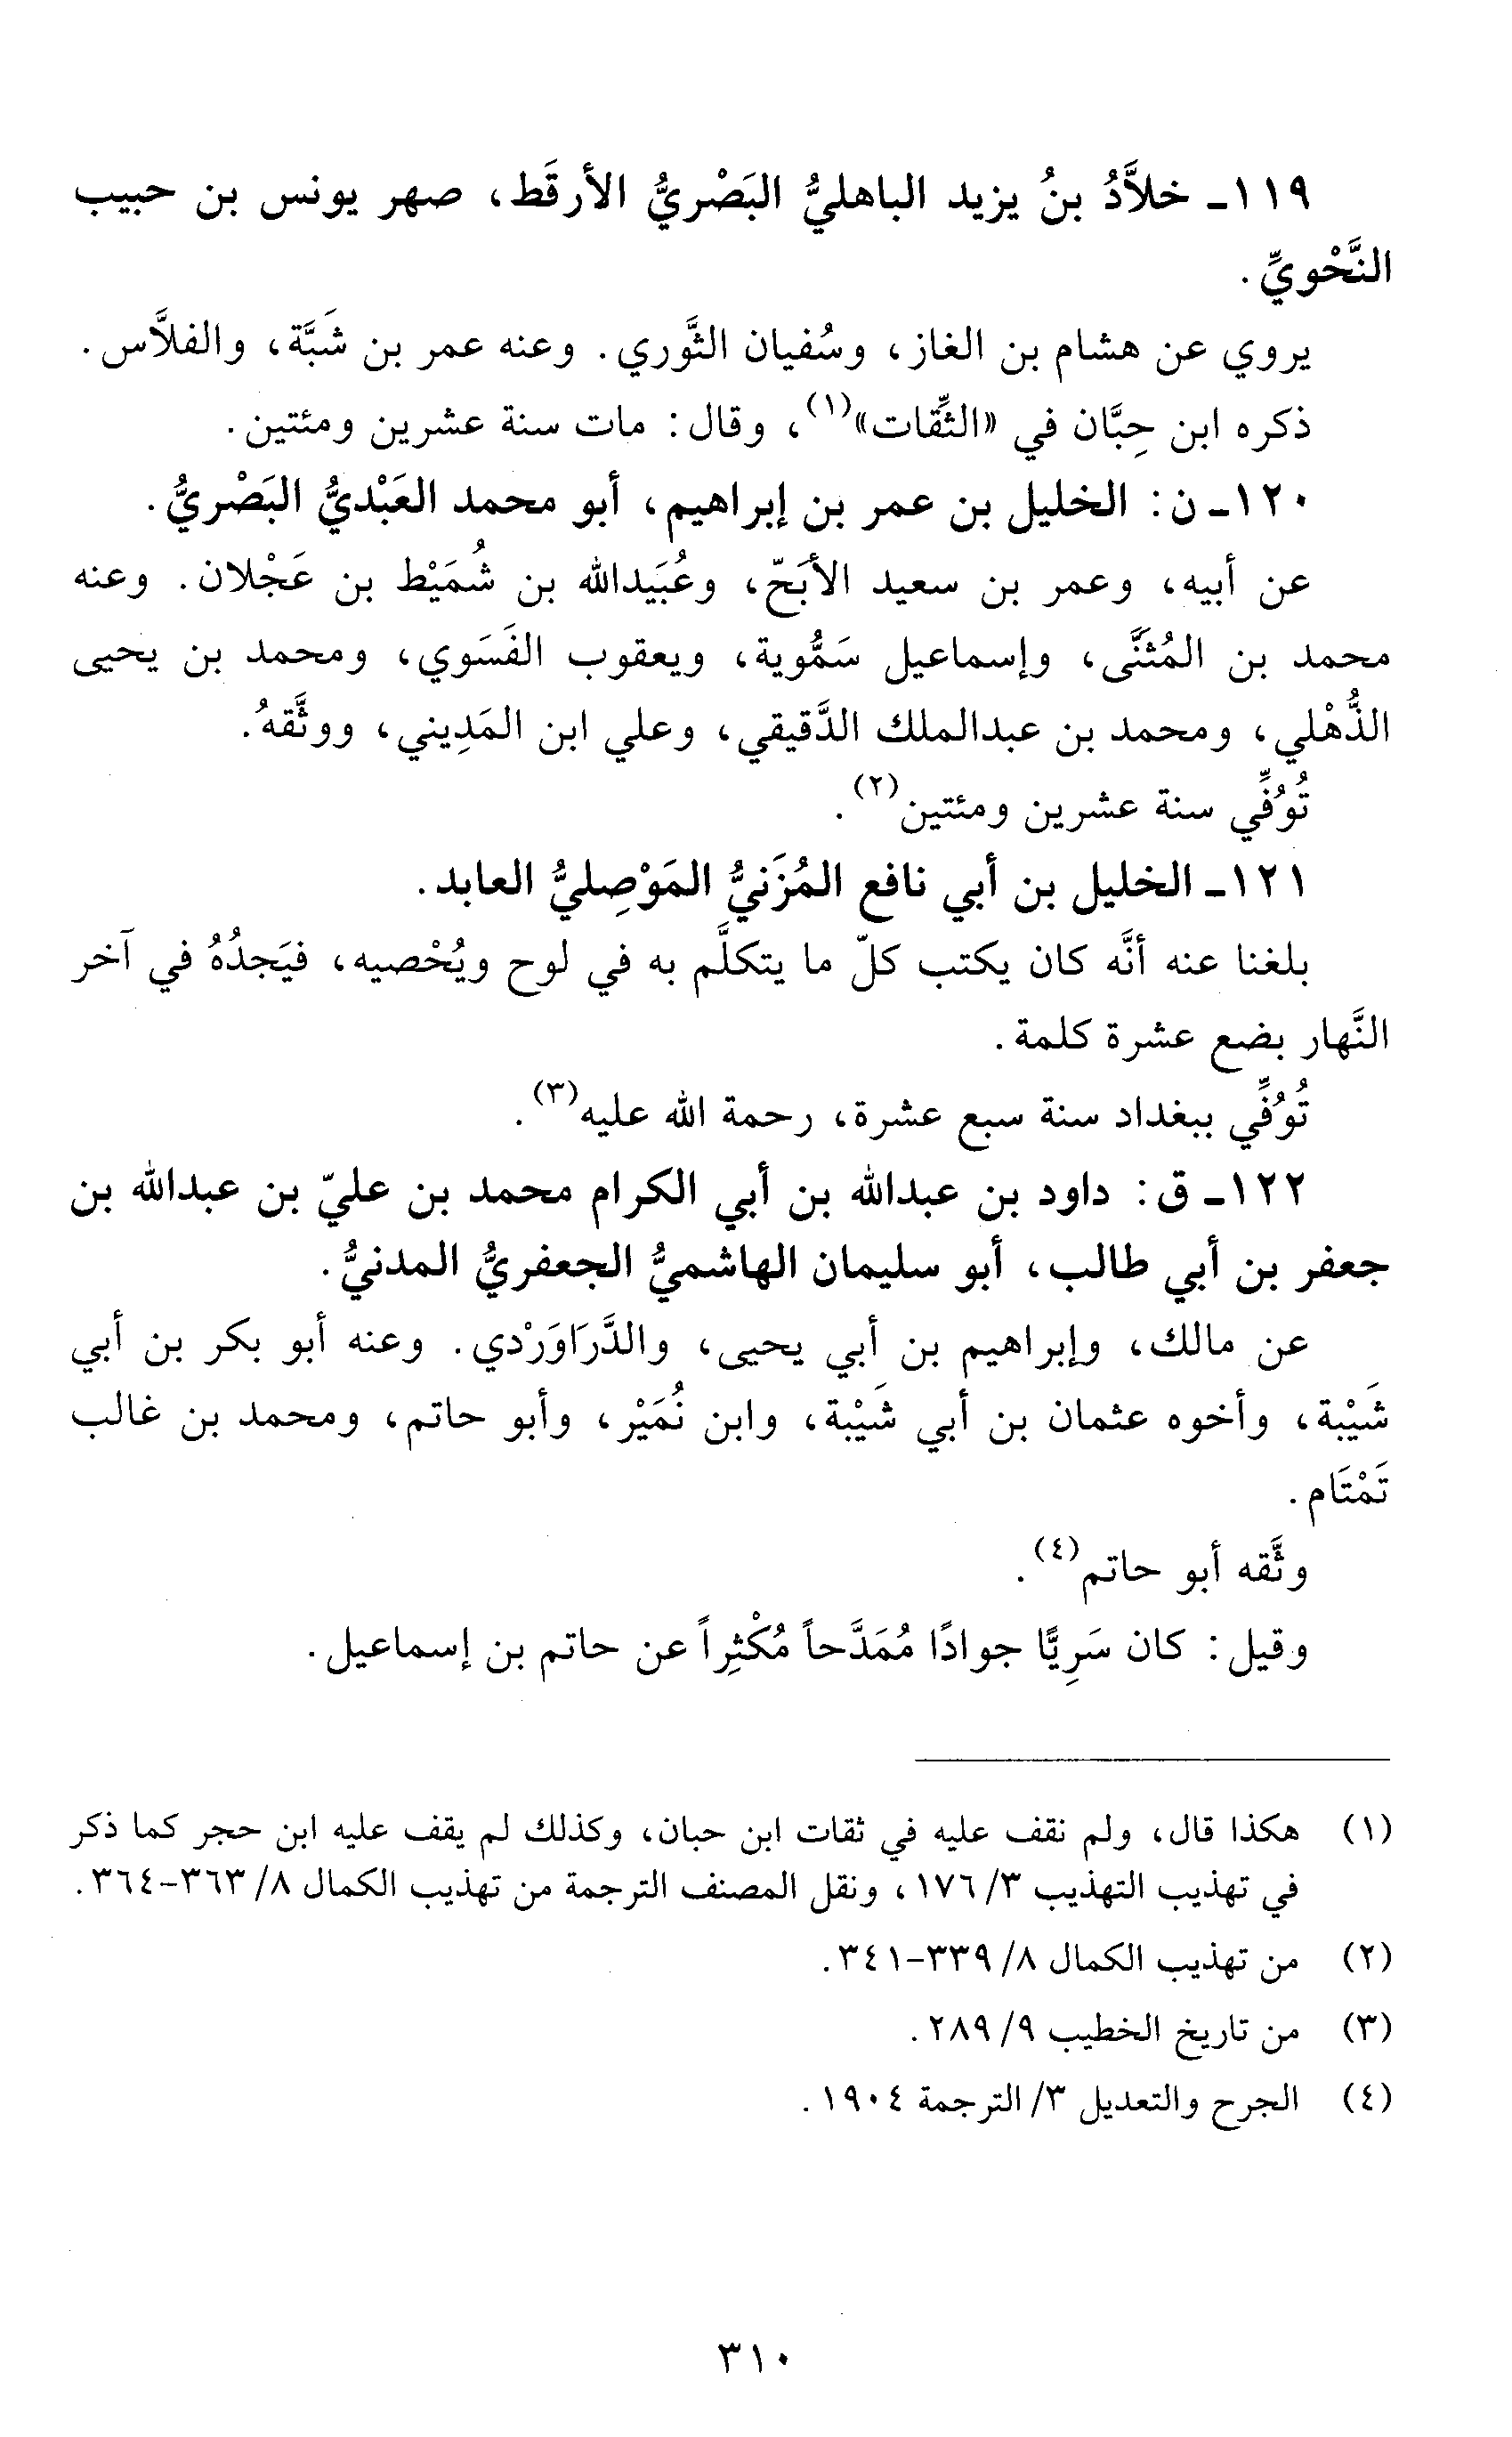 ١١٩ـ خلاَّدُ بنُ يزيد الباهليُّ البَصْريُّ الأرقَط، صهر يونس بن حبيب
النَّحْويِّ.
يروي عن هشام بن الغاز، وسُفيان الثَّوري. وعنه عمر بن شَبَّة، والفلاَّس.
ذكره ابن حِبَّان في «الثِّقات»(١)، وقال: مات سنة عشرين ومئتين.
١٢٠ـ ن: الخليل بن عمر بن إبراهيم، أبو محمد العَبْديُّ البَصْريُّ.
عن أبيه، وعمر بن سعيد الأبَحّ، وعُبَيدالله بن شُمَيْط بن عَجْلان. وعنه
محمد بن المُثَنَّى، وإسماعيل سَمُّوية، ويعقوب الفَسَوي، ومحمد بن يحيى
الذُّهْلي، ومحمد بن عبدالملك الدَّقيقي، وعلي ابن المَدِيني، ووثَّقهُ.
تُوُفِّي سنة عشرين ومئتين(٢).
١٢١ـ الخليل بن أبي نافع المُزَنيُّ المَوْصِليُّ العابد.
بلغنا عنه أنَّه كان يكتب كلّ ما يتكلَّم به في لوح ويُحْصيه، فيَجدُهُ في آخر
النَّهار بضع عشرة كلمة.
تُوُفِّي ببغداد سنة سبع عشرة، رحمة الله عليه(٣).
١٢٢ـ ق: داود بن عبدالله بن أبي الكرام محمد بن عليّ بن عبدالله بن
جعفر بن أبي طالب، أبو سليمان الهاشميُّ الجعفريُّ المدنيُّ.
عن مالك، وإبراهيم بن أبي يحيى، والدَّرَاوَرْدي. وعنه أبو بكر بن أبي
شَيْبة، وأخوه عثمان بن أبي شَيْبة، وابن نُمَيْر، وأبو حاتم، ومحمد بن غالب
تَمْتَام.
وثَّقه أبو حاتم(٤).
وقيل: كان سَرِيًّا جوادًا مُمَدَّحاً مُكْثِراً عن حاتم بن إسماعيل.
(١) هكذا قال، ولم نقف عليه في ثقات ابن حبان، وكذلك لم يقف عليه ابن حجر كما ذكر
في تهذيب التهذيب ٣/ ١٧٦، ونقل المصنف الترجمة من تهذيب الكمال ٨/ ٣٦٣-٣٦٤.
(٢) من تهذيب الكمال ٨/ ٣٣٩-٣٤١.
(٣) من تاريخ الخطيب ٩/ ٢٨٩.
(٤) الجرح والتعديل ٣/ الترجمة ١٩٠٤.
٣١٠